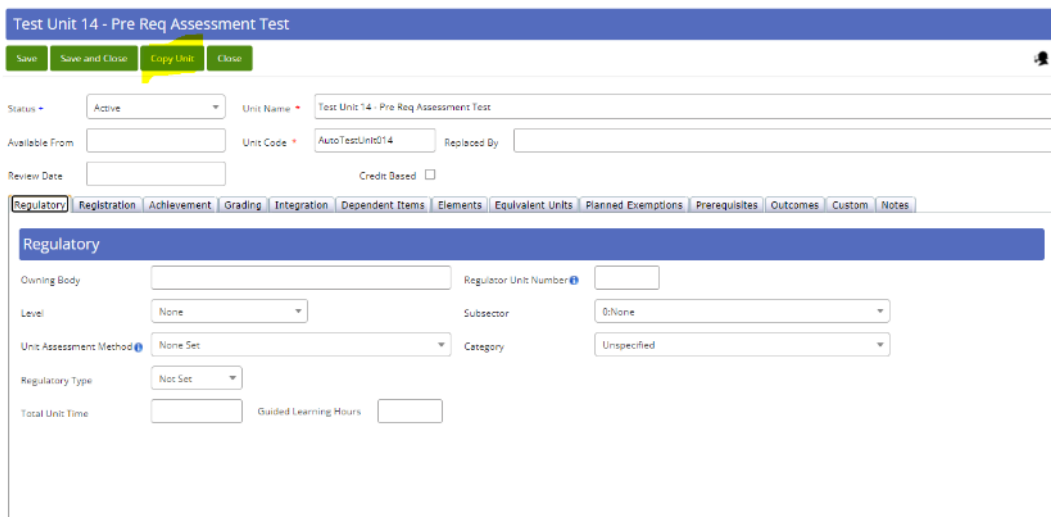 Test Unit 14 - Pre Req Assessment Test
Save Save and Close Copy Unit Close
Status Active Unit Name * Test Unit 14 - Pre Req Assessment Test
Available From Unit Code * AutoTestUnit014 Replaced By
Review Date Credit Based
Regulatory Registration Achievement Grading Integration Dependent Items Elements Equivalent Units Planned Exemptions Prerequisites Outcomes Custom Notes
Regulatory
Owning Body Regulator Unit Number
Level None Subsector 0:None
Unit Assessment Method None Set Category Unspecified
Regulatory Type Not Set
Total Unit Time Guided Learning Hours